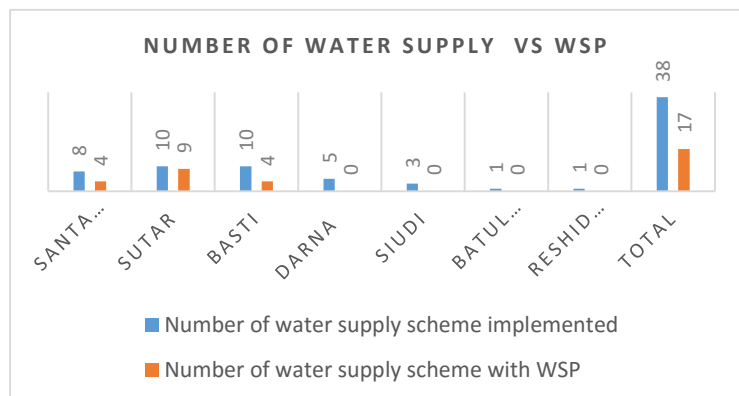 NUMBER OF WATER SUPPLY VS WSP
8 4 10 9 10 4 5 0 3 0 1 0 1 0 38 17
SANTA... SUTAR BASTI DARNA SIUDI BATUL... RESHID... TOTAL
Number of water supply scheme implemented
Number of water supply scheme with WSP